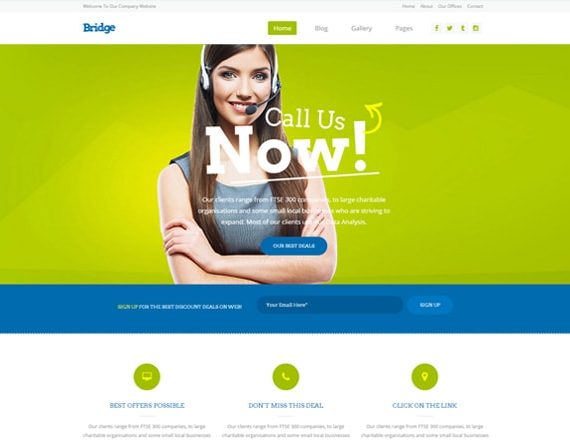 Welcome To Our Company Website
Home About Our Offices Contact
Bridge
Home Blog Gallery Pages
Call Us
Now!
Our clients range from FTSE 300 companies, to large charitable
organisations and some small local businesses who are striving to
expand. Most of our clients use Data Analysis.
OUR BEST DEALS
SIGN UP FOR THE BEST DISCOUNT DEALS ON WEB!
Your Email Here*
SIGN UP
BEST OFFERS POSSIBLE
Our clients range from FTSE 300 companies, to large
charitable organisations and some small local businesses
DON'T MISS THIS DEAL
Our clients range from FTSE 300 companies, to large
charitable organisations and some small local businesses
CLICK ON THE LINK
Our clients range from FTSE 300 companies, to large
charitable organisations and some small local businesses